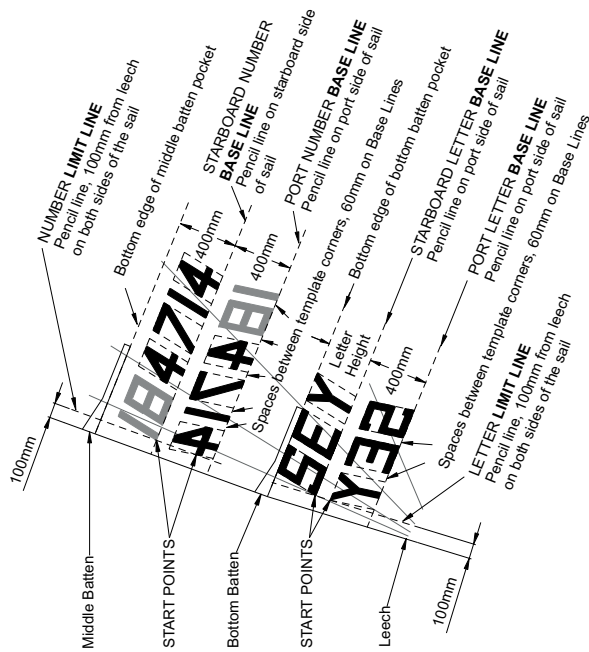 NUMBER LIMIT LINE
Pencil line, 100mm from leech
on both sides of the sail
Bottom edge of middle batten pocket
STARBOARD NUMBER
BASE LINE
Pencil line on starboard side
of sail
PORT NUMBER BASE LINE
Pencil line on port side of sail
Spaces between template corners, 60mm on Base Lines
Bottom edge of bottom batten pocket
STARBOARD LETTER BASE LINE
Pencil line on port side of sail
PORT LETTER BASE LINE
Pencil line on port side of sail
Spaces between template corners, 60mm on Base Lines
LETTER LIMIT LINE
Pencil line, 100mm from leech
on both sides of the sail
400mm
400mm
184714
417481
Letter
Height
400mm
SEY
YES
100mm
Middle Batten
START POINTS
Bottom Batten
START POINTS
Leech
100mm